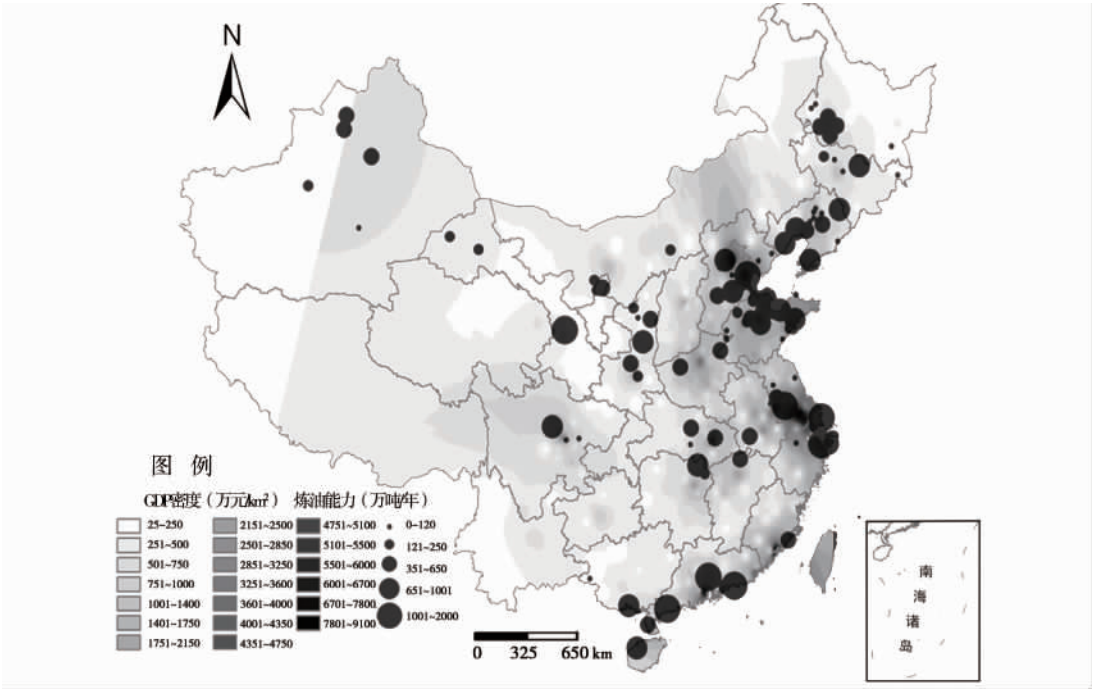 N
图 例
GDP密度（万元/km²） 炼油能力（万吨/年）
25~250 2151~2500 4751~5100 0~120
251~500 2501~2850 5101~5500 121~250
501~750 2851~3250 5501~6000 351~650
751~1000 3251~3600 6001~6700 651~1001
1001~1400 3601~4000 6701~7800 1001~2000
1401~1750 4001~4350 7801~9100
1751~2150 4351~4750
0 325 650 km
南
海
诸
岛